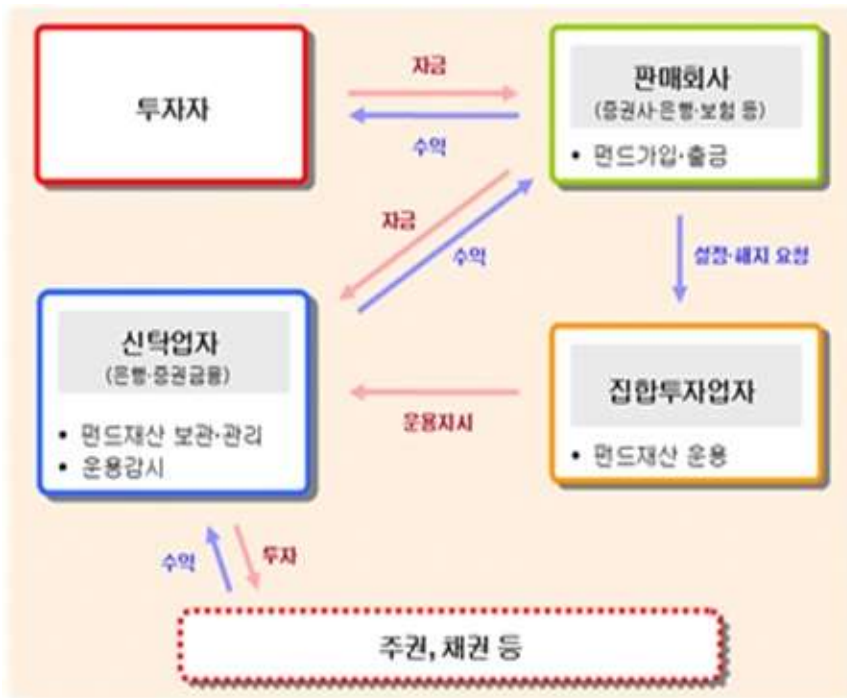 투자자
자금
수익
판매회사
(증권사·은행·보험 등)
• 펀드가입·출금
자금
수익
설정·해지 요청
신탁업자
(은행·증권금융)
• 펀드재산 보관·관리
• 운용감시
운용지시
집합투자업자
• 펀드재산 운용
수익
투자
주권, 채권 등